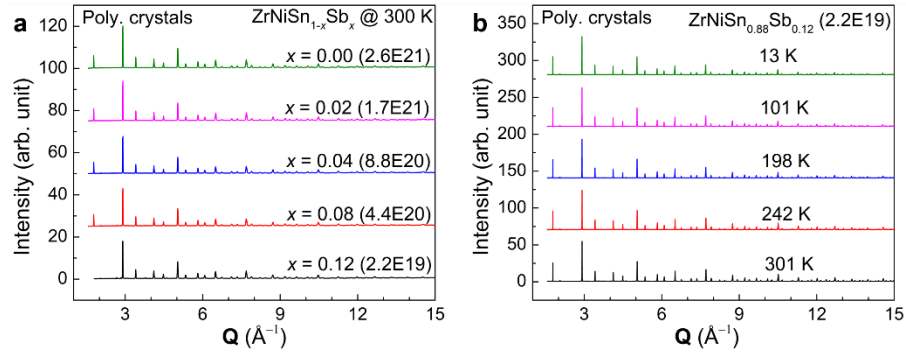 a
Poly. crystals
ZrNiSn1-xSbx @ 300 K
x = 0.00 (2.6E21)
x = 0.02 (1.7E21)
x = 0.04 (8.8E20)
x = 0.08 (4.4E20)
x = 0.12 (2.2E19)
Intensity (arb. unit)
120
100
80
60
40
20
0
3
6
9
12
15
Q (Å⁻¹)
b
Poly. crystals
ZrNiSn0.88Sb0.12 (2.2E19)
13 K
101 K
198 K
242 K
301 K
Intensity (arb. unit)
350
300
250
200
150
100
50
0
3
6
9
12
15
Q (Å⁻¹)